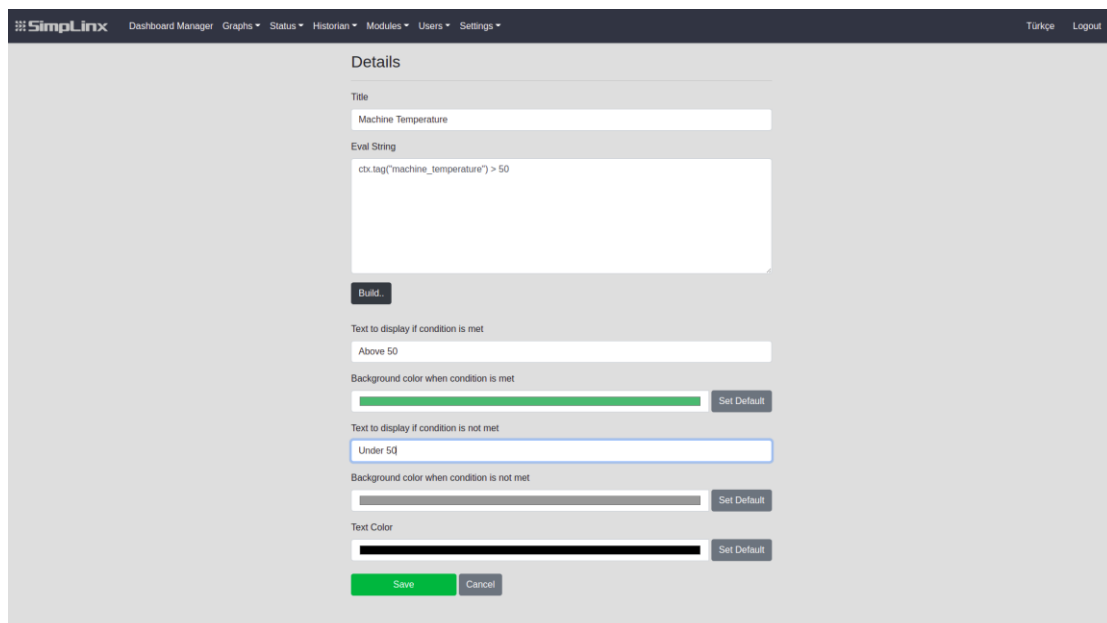 SimpLinx Dashboard Manager Graphs Status Historian Modules Users Settings Türkçe Logout
Details
Title
Machine Temperature
Eval String
ctx.tag("machine_temperature") > 50
Build..
Text to display if condition is met
Above 50
Background color when condition is met
Set Default
Text to display if condition is not met
Under 50
Background color when condition is not met
Set Default
Text Color
Set Default
Save Cancel